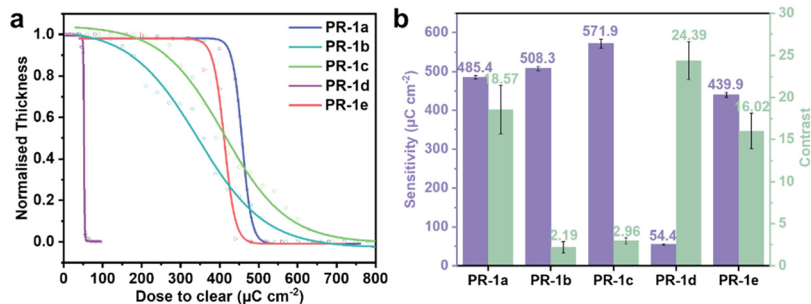 a
PR-1a
PR-1b
PR-1c
PR-1d
PR-1e
Normalised Thickness
1.0
0.8
0.6
0.4
0.2
0.0
0 100 200 300 400 500 600 700 800
Dose to clear (μC cm⁻²)
b
Sensitivity (μC cm⁻²)
600
500
400
300
200
100
0
485.4
18.57
508.3
2.19
571.9
2.96
54.4
24.39
439.9
16.02
PR-1a PR-1b PR-1c PR-1d PR-1e
30
25
20
15
10
5
0
Contrast